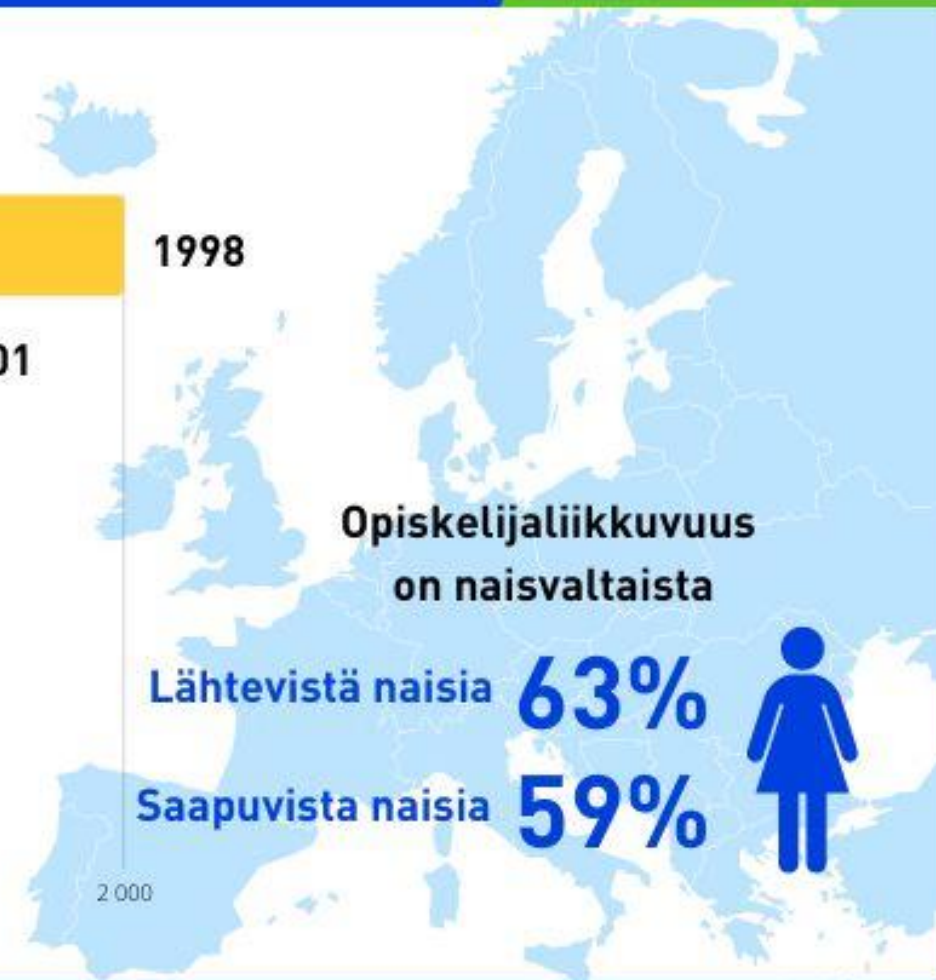 1998
01
Opiskelijaliikkuvuus
on naisvaltaista
Lähtevistä naisia 63%
Saapuvista naisia 59%
2 000